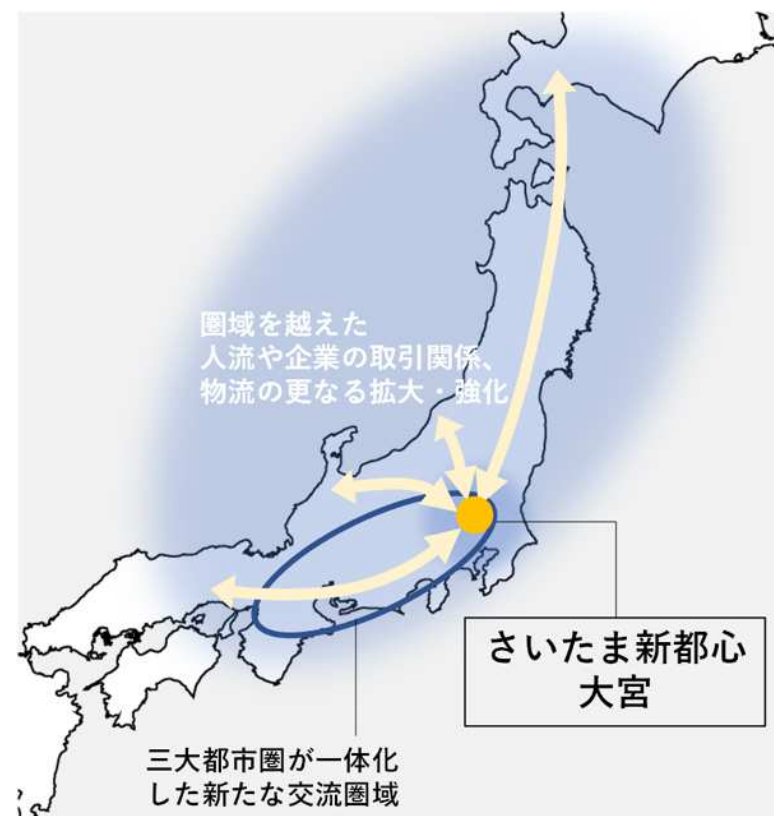 圏域を越えた
人流や企業の取引関係、
物流の更なる拡大・強化
さいたま新都心
大宮
三大都市圏が一体化
した新たな交流圏域